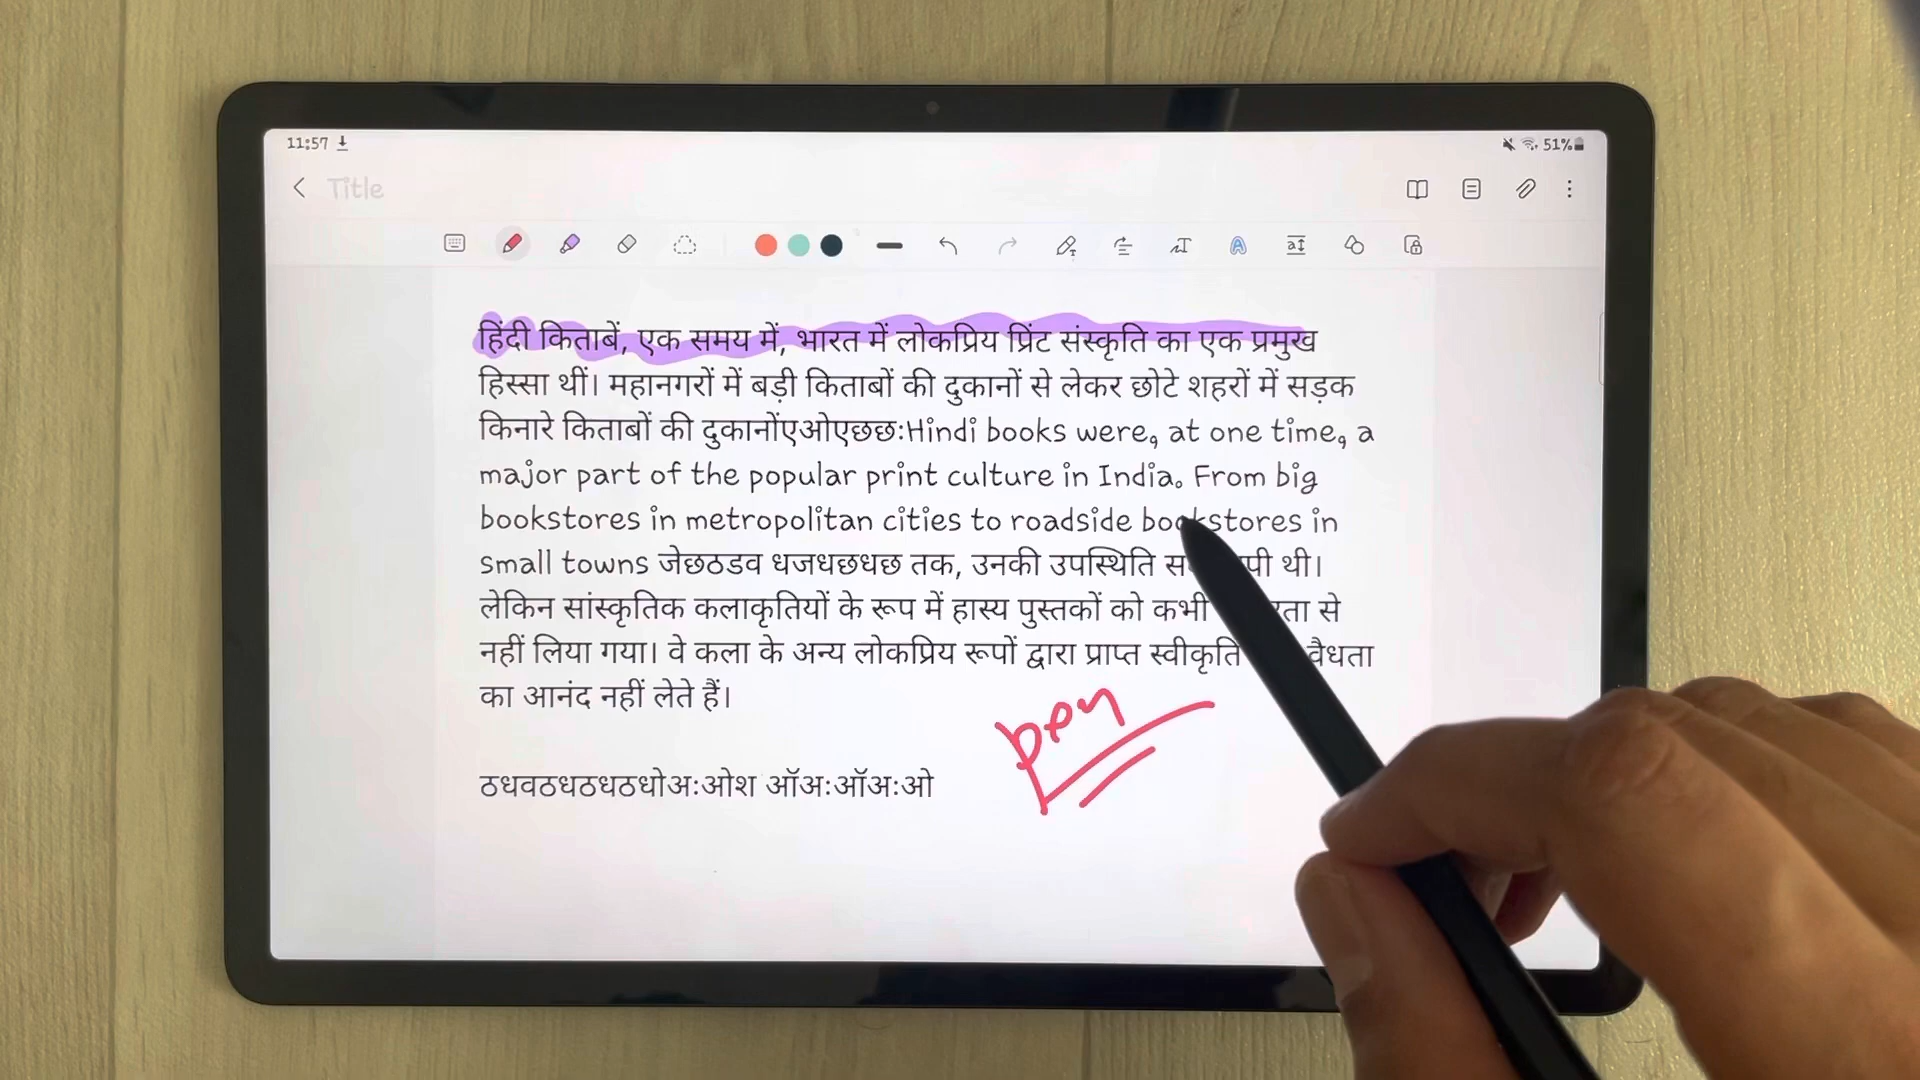 11:57
51%
Title
हिंदी किताबें, एक समय में, भारत में लोकप्रिय प्रिंट संस्कृति का एक प्रमुख
हिस्सा थीं। महानगरों में बड़ी किताबों की दुकानों से लेकर छोटे शहरों में सड़क
किनारे किताबों की दुकानोंएओएछछः Hindi books were, at one time, a
major part of the popular print culture in India. From big
bookstores in metropolitan cities to roadside bookstores in
small towns जेछठडव धजधछधछ तक, उनकी उपस्थिति थी।
लेकिन सांस्कृतिक कलाकृतियों के रूप में हास्य पुस्तकों को कभी से
नहीं लिया गया। वे कला के अन्य लोकप्रिय रूपों द्वारा प्राप्त स्वीकृति वैधता
का आनंद नहीं लेते हैं।
pen
ठधवठधठधठधोअःओश ऑअःऑअःओ